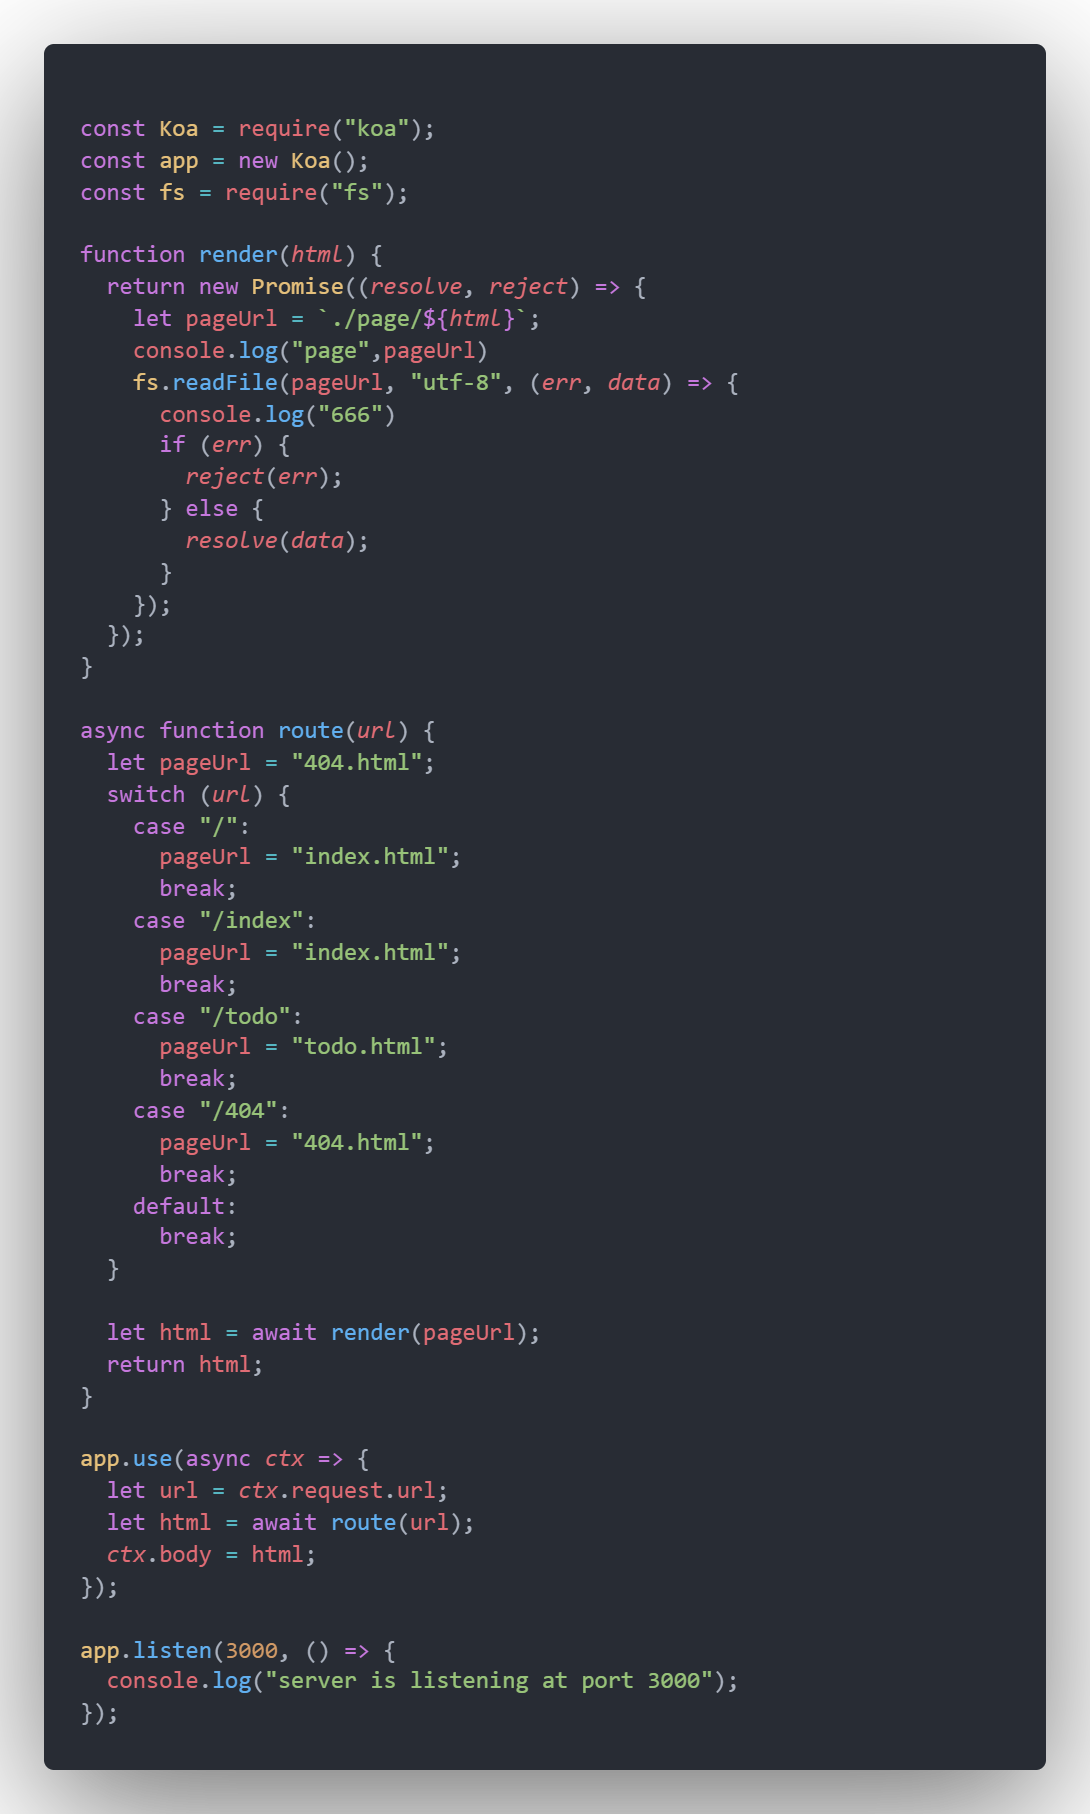 const Koa = require("koa");
const app = new Koa();
const fs = require("fs");

function render(html) {
  return new Promise((resolve, reject) => {
    let pageUrl = `./page/${html}`;
    console.log("page",pageUrl)
    fs.readFile(pageUrl, "utf-8", (err, data) => {
      console.log("666")
      if (err) {
        reject(err);
      } else {
        resolve(data);
      }
    });
  });
}

async function route(url) {
  let pageUrl = "404.html";
  switch (url) {
    case "/":
      pageUrl = "index.html";
      break;
    case "/index":
      pageUrl = "index.html";
      break;
    case "/todo":
      pageUrl = "todo.html";
      break;
    case "/404":
      pageUrl = "404.html";
      break;
    default:
      break;
  }

  let html = await render(pageUrl);
  return html;
}

app.use(async ctx => {
  let url = ctx.request.url;
  let html = await route(url);
  ctx.body = html;
});

app.listen(3000, () => {
  console.log("server is listening at port 3000");
});